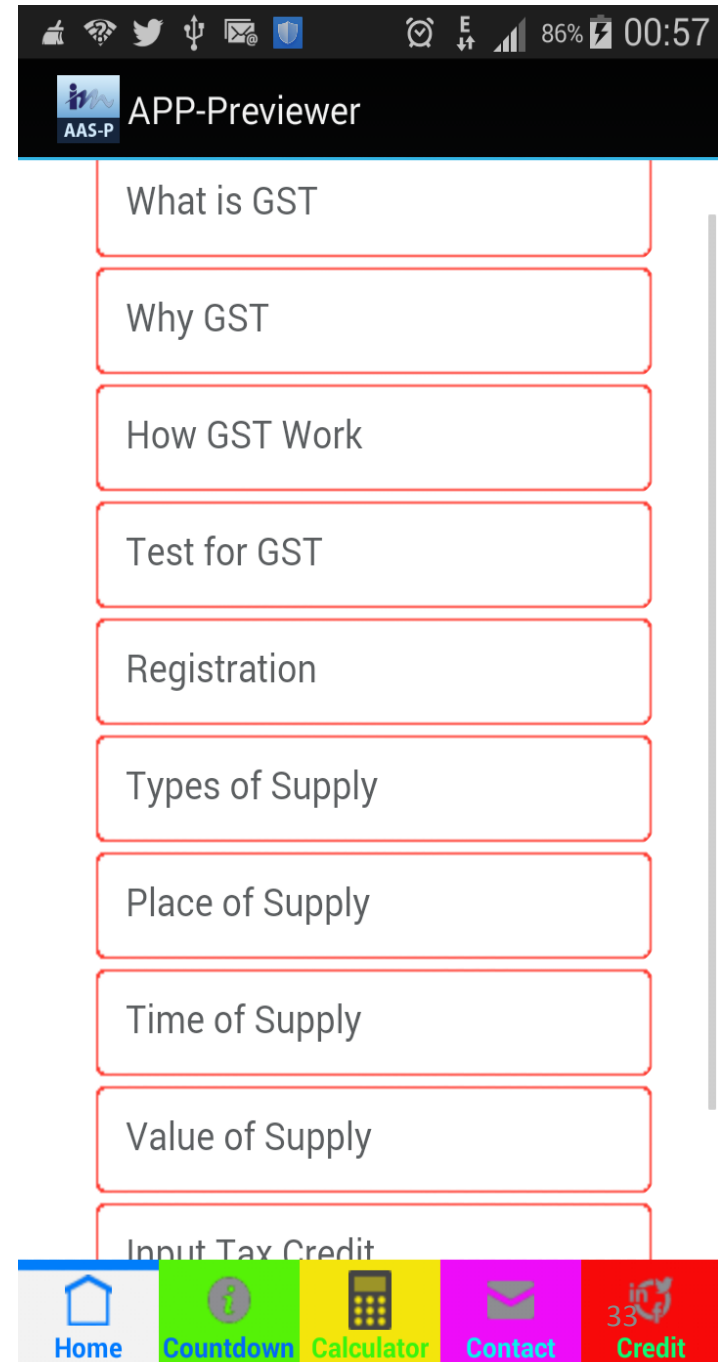 E 86% 00:57
im
AAS-P
APP-Previewer
What is GST
Why GST
How GST Work
Test for GST
Registration
Types of Supply
Place of Supply
Time of Supply
Value of Supply
Input Tax Credit
33
Home Countdown Calculator Contact Credit